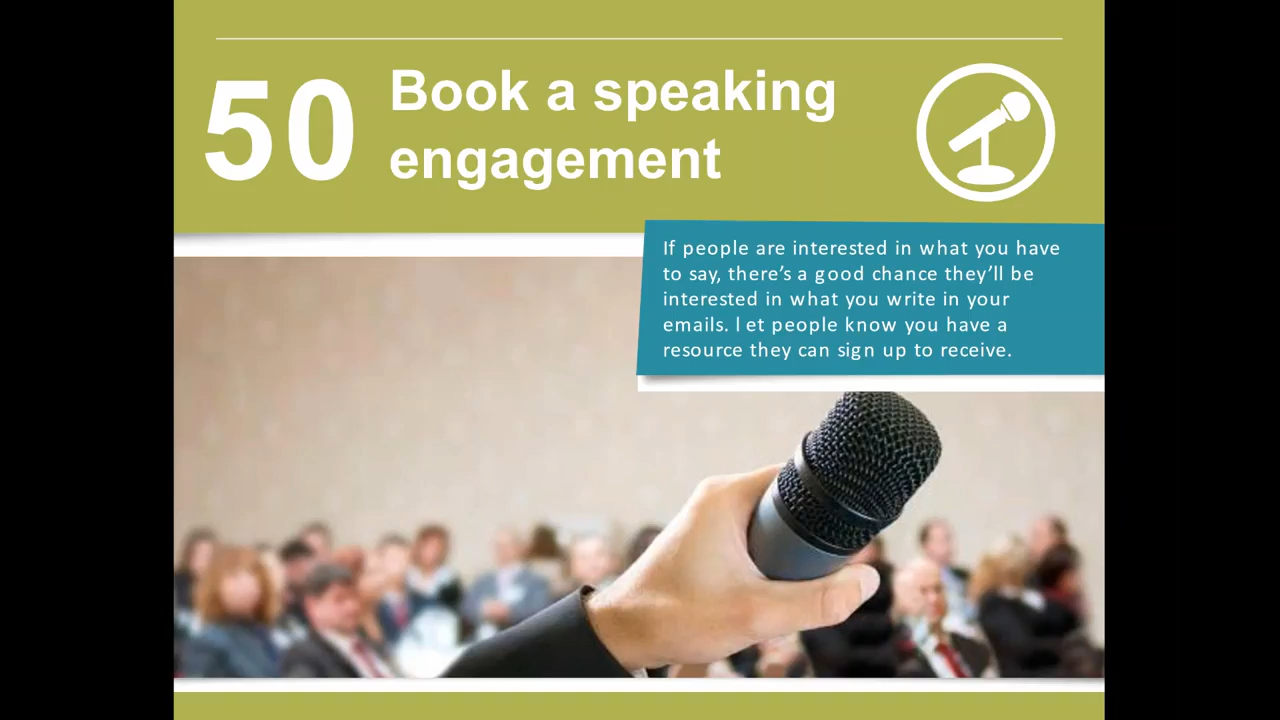 50
Book a speaking
engagement
If people are interested in what you have
to say, there’s a good chance they’ll be
interested in what you write in your
emails. l et people know you have a
resource they can sign up to receive.